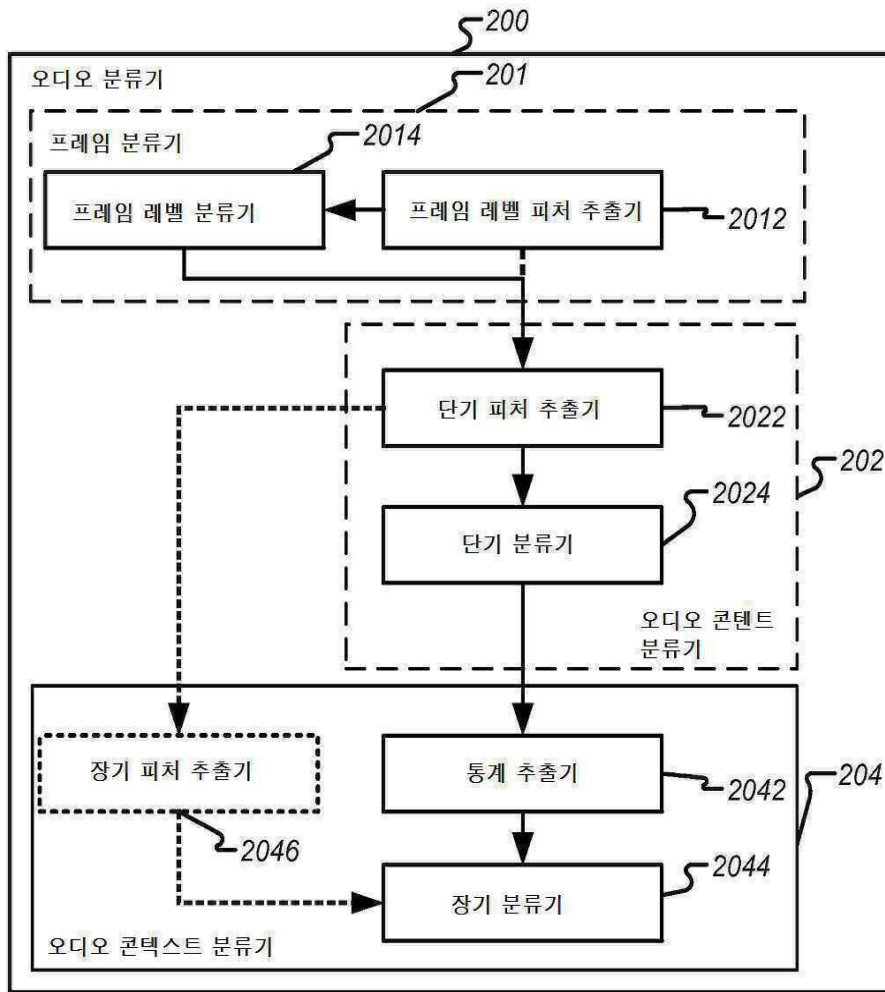 200
오디오 분류기
201
프레임 분류기
2014
프레임 레벨 분류기
프레임 레벨 피처 추출기
2012
단기 피처 추출기
2022
202
2024
단기 분류기
오디오 콘텐트
분류기
장기 피처 추출기
통계 추출기
204
2042
2046
2044
장기 분류기
오디오 콘텍스트 분류기